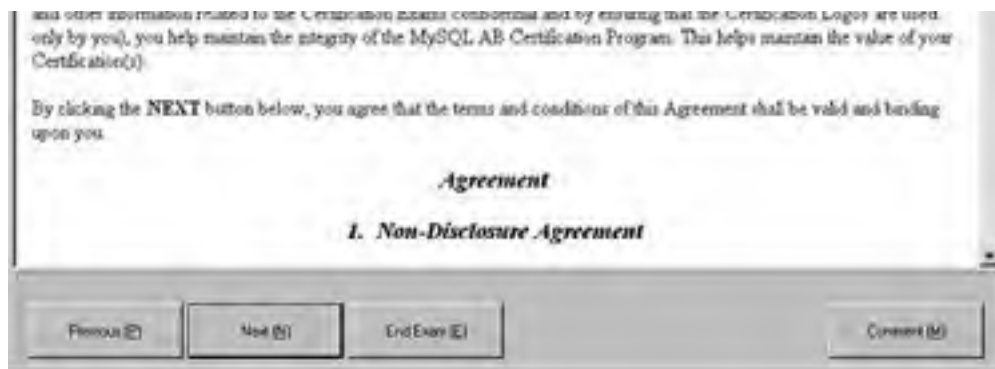 and other information related to the Certification Exams confidential and by ensuring that the Certification Logos are used
only by you), you help maintain the integrity of the MySQL AB Certification Program. This helps maintain the value of your
Certification(s).
By clicking the NEXT button below, you agree that the terms and conditions of this Agreement shall be valid and binding
upon you.
Agreement
1. Non-Disclosure Agreement
Previous (P) Next (N) End Exam (E) Comment (M)